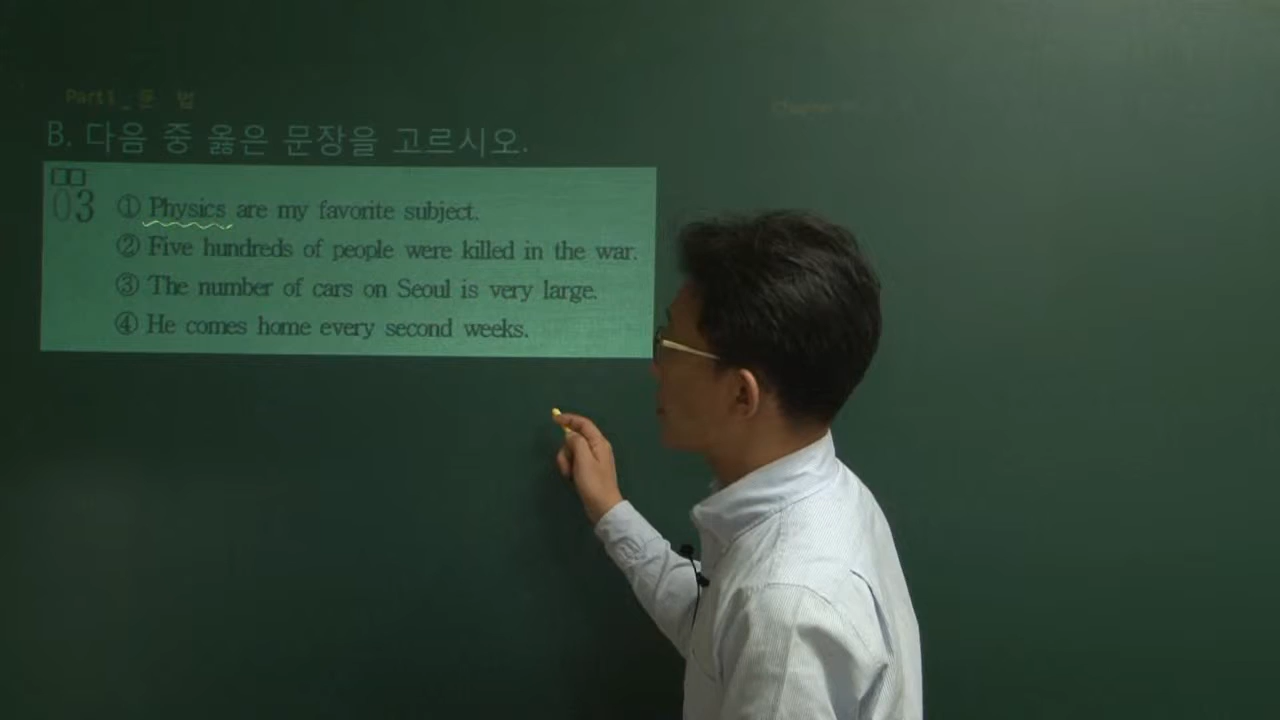 Part1_문 법
B. 다음 중 옳은 문장을 고르시오.
03 ① Physics are my favorite subject.
② Five hundreds of people were killed in the war.
③ The number of cars on Seoul is very large.
④ He comes home every second weeks.
Chapter